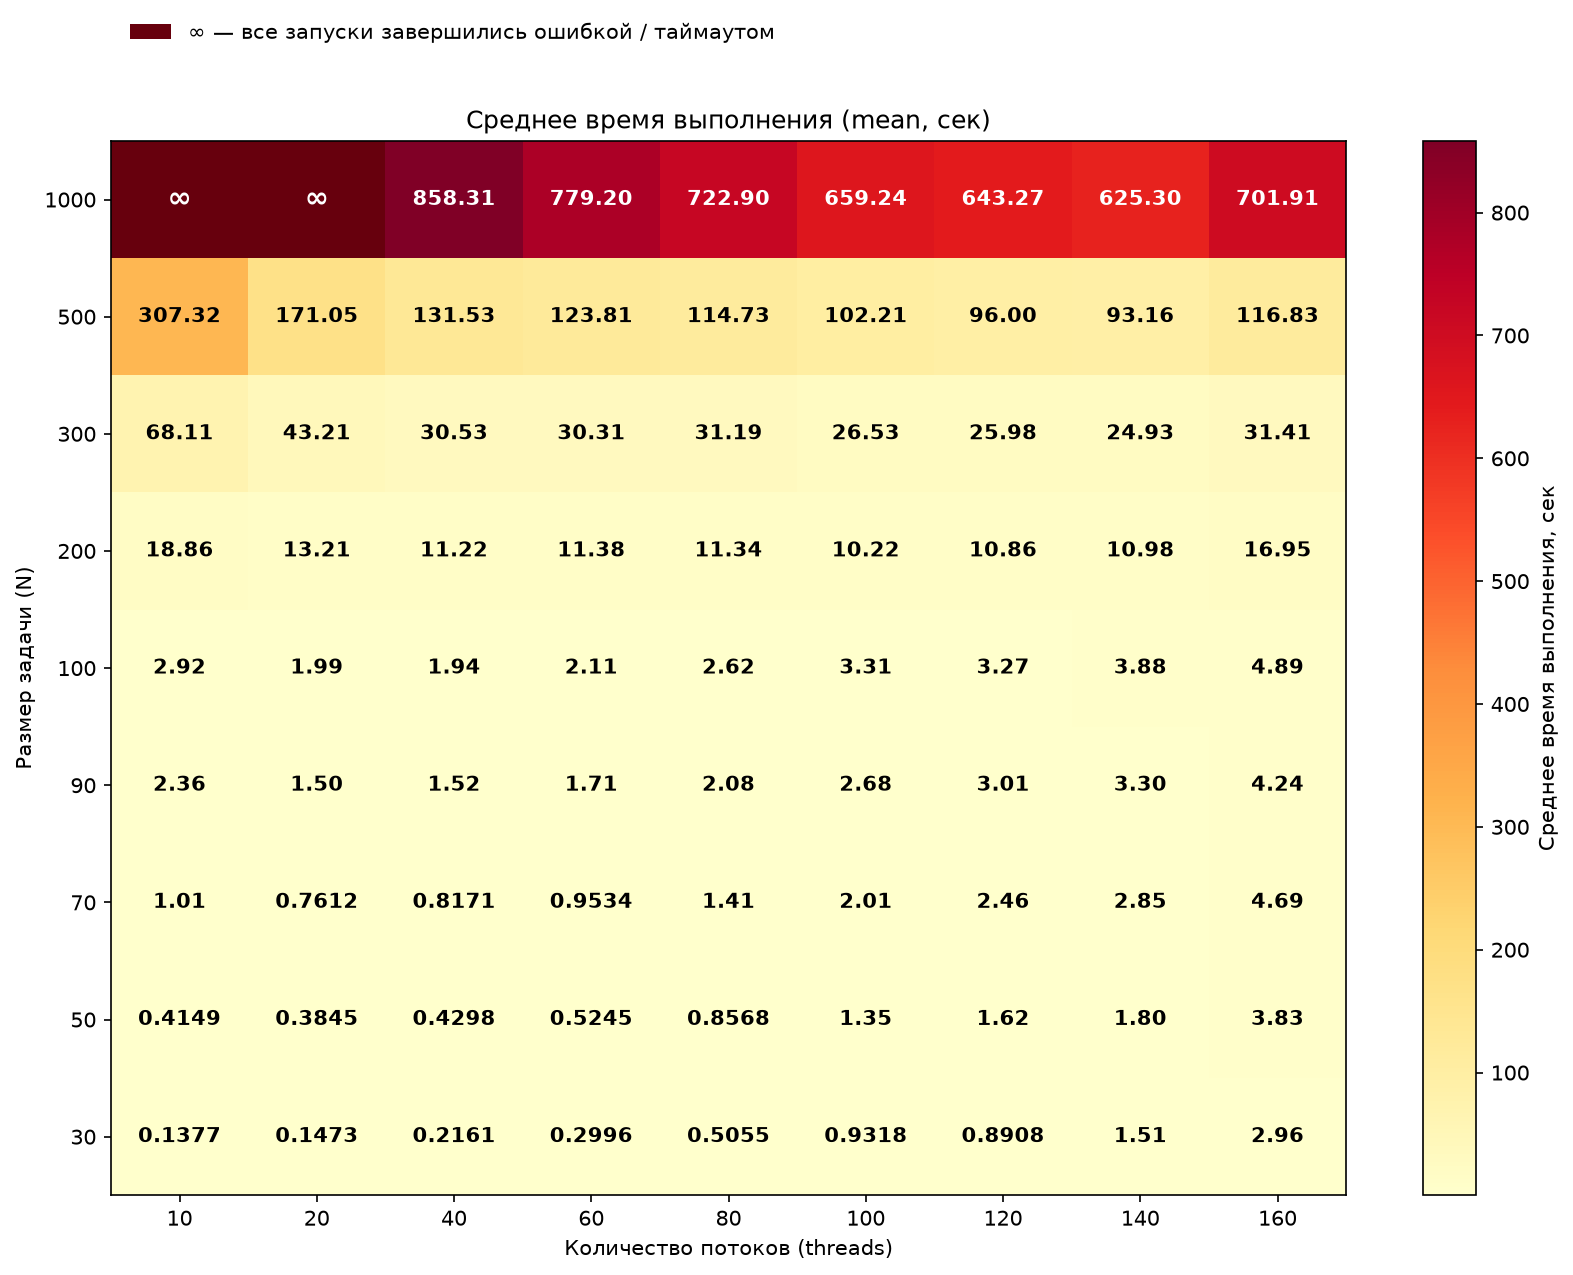 ∞ — все запуски завершились ошибкой / таймаутом
Среднее время выполнения (mean, сек)
1000 ∞ ∞ 858.31 779.20 722.90 659.24 643.27 625.30 701.91
500 307.32 171.05 131.53 123.81 114.73 102.21 96.00 93.16 116.83
300 68.11 43.21 30.53 30.31 31.19 26.53 25.98 24.93 31.41
200 18.86 13.21 11.22 11.38 11.34 10.22 10.86 10.98 16.95
100 2.92 1.99 1.94 2.11 2.62 3.31 3.27 3.88 4.89
90 2.36 1.50 1.52 1.71 2.08 2.68 3.01 3.30 4.24
70 1.01 0.7612 0.8171 0.9534 1.41 2.01 2.46 2.85 4.69
50 0.4149 0.3845 0.4298 0.5245 0.8568 1.35 1.62 1.80 3.83
30 0.1377 0.1473 0.2161 0.2996 0.5055 0.9318 0.8908 1.51 2.96
10 20 40 60 80 100 120 140 160
Количество потоков (threads)
Размер задачи (N)
800
700
600
500
400
300
200
100
Среднее время выполнения, сек